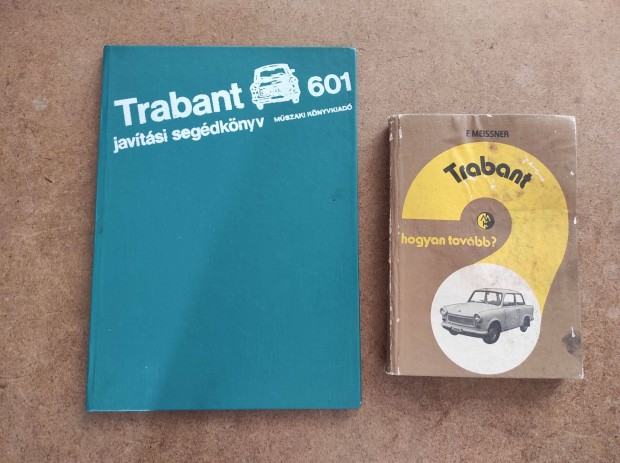 Trabant 601
javítási segédkönyv MŰSZAKI KÖNYVKIADÓ
F. MEISSNER
Trabant
hogyan tovább?